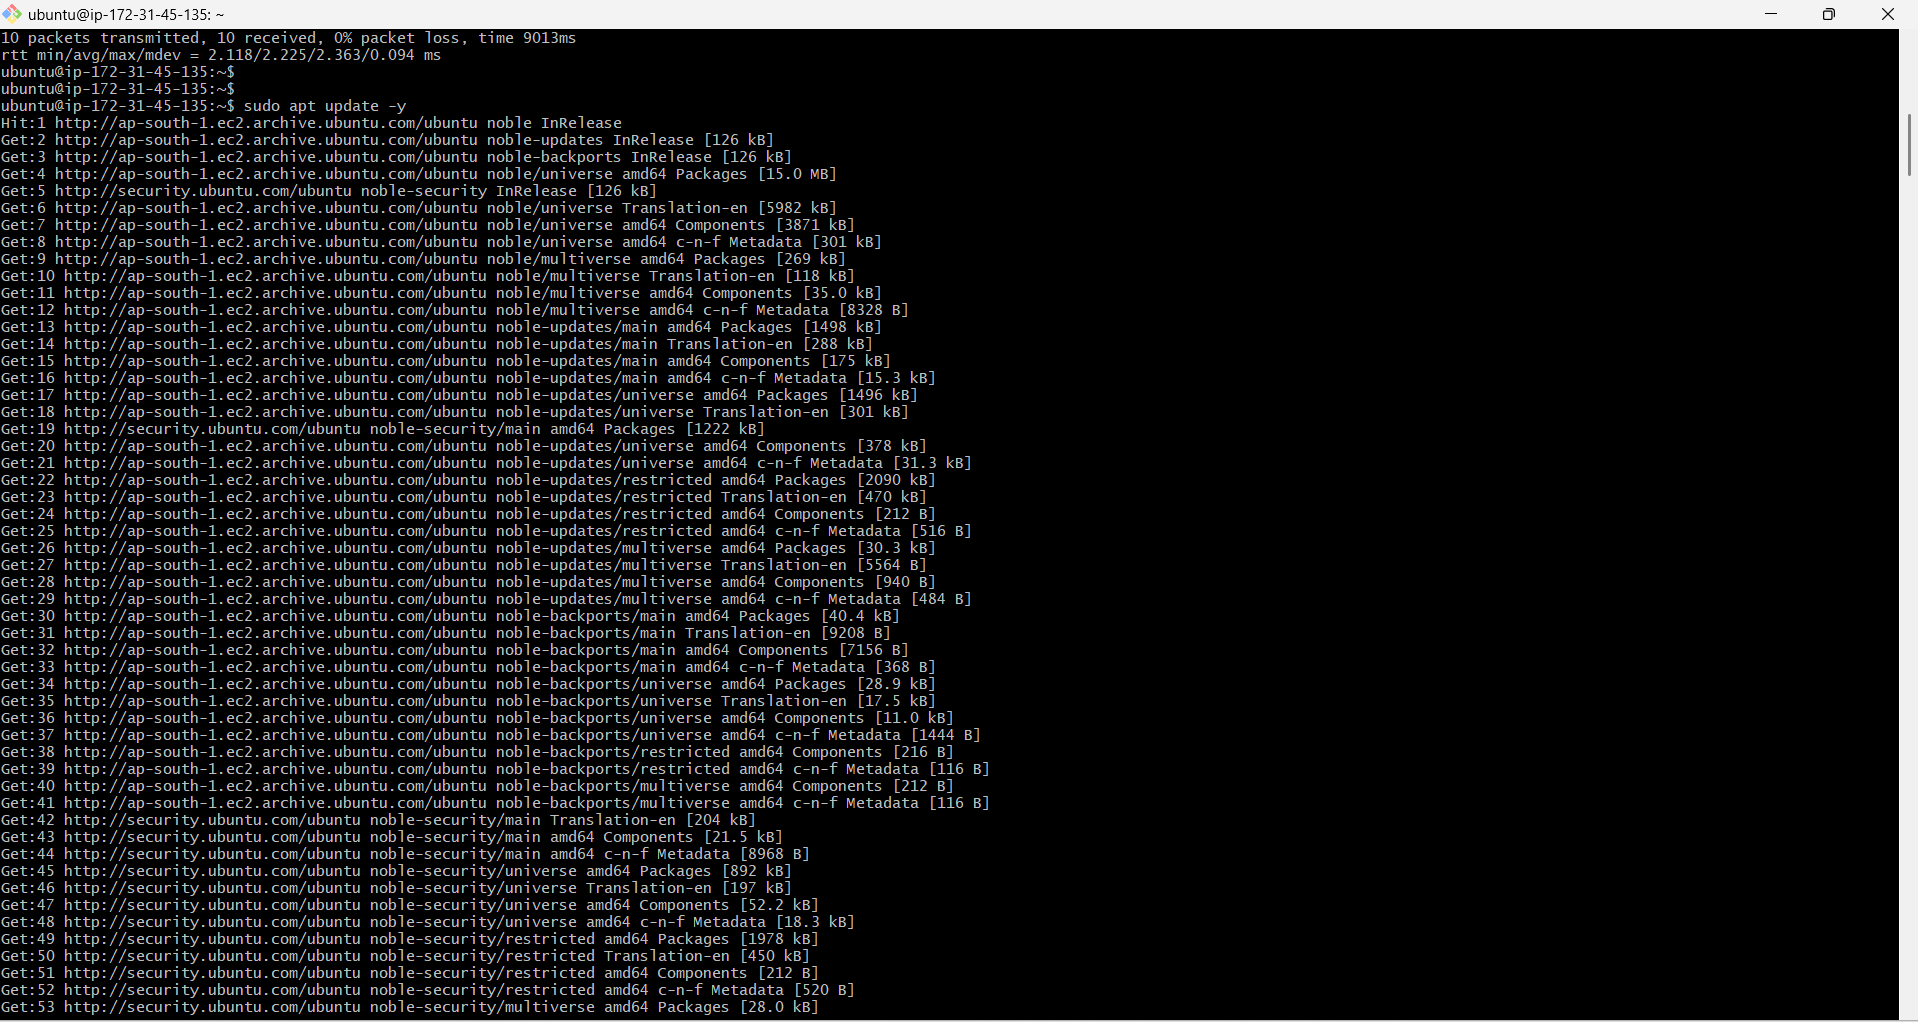 ubuntu@ip-172-31-45-135: ~
10 packets transmitted, 10 received, 0% packet loss, time 9013ms
rtt min/avg/max/mdev = 2.118/2.225/2.363/0.094 ms
ubuntu@ip-172-31-45-135:~$
ubuntu@ip-172-31-45-135:~$
ubuntu@ip-172-31-45-135:~$ sudo apt update -y
Hit:1 http://ap-south-1.ec2.archive.ubuntu.com/ubuntu noble InRelease
Get:2 http://ap-south-1.ec2.archive.ubuntu.com/ubuntu noble-updates InRelease [126 kB]
Get:3 http://ap-south-1.ec2.archive.ubuntu.com/ubuntu noble-backports InRelease [126 kB]
Get:4 http://ap-south-1.ec2.archive.ubuntu.com/ubuntu noble/universe amd64 Packages [15.0 MB]
Get:5 http://security.ubuntu.com/ubuntu noble-security InRelease [126 kB]
Get:6 http://ap-south-1.ec2.archive.ubuntu.com/ubuntu noble/universe Translation-en [5982 kB]
Get:7 http://ap-south-1.ec2.archive.ubuntu.com/ubuntu noble/universe amd64 Components [3871 kB]
Get:8 http://ap-south-1.ec2.archive.ubuntu.com/ubuntu noble/universe amd64 c-n-f Metadata [301 kB]
Get:9 http://ap-south-1.ec2.archive.ubuntu.com/ubuntu noble/multiverse amd64 Packages [269 kB]
Get:10 http://ap-south-1.ec2.archive.ubuntu.com/ubuntu noble/multiverse Translation-en [118 kB]
Get:11 http://ap-south-1.ec2.archive.ubuntu.com/ubuntu noble/multiverse amd64 Components [35.0 kB]
Get:12 http://ap-south-1.ec2.archive.ubuntu.com/ubuntu noble/multiverse amd64 c-n-f Metadata [8328 B]
Get:13 http://ap-south-1.ec2.archive.ubuntu.com/ubuntu noble-updates/main amd64 Packages [1498 kB]
Get:14 http://ap-south-1.ec2.archive.ubuntu.com/ubuntu noble-updates/main Translation-en [288 kB]
Get:15 http://ap-south-1.ec2.archive.ubuntu.com/ubuntu noble-updates/main amd64 Components [175 kB]
Get:16 http://ap-south-1.ec2.archive.ubuntu.com/ubuntu noble-updates/main amd64 c-n-f Metadata [15.3 kB]
Get:17 http://ap-south-1.ec2.archive.ubuntu.com/ubuntu noble-updates/universe amd64 Packages [1496 kB]
Get:18 http://ap-south-1.ec2.archive.ubuntu.com/ubuntu noble-updates/universe Translation-en [301 kB]
Get:19 http://security.ubuntu.com/ubuntu noble-security/main amd64 Packages [1222 kB]
Get:20 http://ap-south-1.ec2.archive.ubuntu.com/ubuntu noble-updates/universe amd64 Components [378 kB]
Get:21 http://ap-south-1.ec2.archive.ubuntu.com/ubuntu noble-updates/universe amd64 c-n-f Metadata [31.3 kB]
Get:22 http://ap-south-1.ec2.archive.ubuntu.com/ubuntu noble-updates/restricted amd64 Packages [2090 kB]
Get:23 http://ap-south-1.ec2.archive.ubuntu.com/ubuntu noble-updates/restricted Translation-en [470 kB]
Get:24 http://ap-south-1.ec2.archive.ubuntu.com/ubuntu noble-updates/restricted amd64 Components [212 B]
Get:25 http://ap-south-1.ec2.archive.ubuntu.com/ubuntu noble-updates/restricted amd64 c-n-f Metadata [516 B]
Get:26 http://ap-south-1.ec2.archive.ubuntu.com/ubuntu noble-updates/multiverse amd64 Packages [30.3 kB]
Get:27 http://ap-south-1.ec2.archive.ubuntu.com/ubuntu noble-updates/multiverse Translation-en [5564 B]
Get:28 http://ap-south-1.ec2.archive.ubuntu.com/ubuntu noble-updates/multiverse amd64 Components [940 B]
Get:29 http://ap-south-1.ec2.archive.ubuntu.com/ubuntu noble-updates/multiverse amd64 c-n-f Metadata [484 B]
Get:30 http://ap-south-1.ec2.archive.ubuntu.com/ubuntu noble-backports/main amd64 Packages [40.4 kB]
Get:31 http://ap-south-1.ec2.archive.ubuntu.com/ubuntu noble-backports/main Translation-en [9208 B]
Get:32 http://ap-south-1.ec2.archive.ubuntu.com/ubuntu noble-backports/main amd64 Components [7156 B]
Get:33 http://ap-south-1.ec2.archive.ubuntu.com/ubuntu noble-backports/main amd64 c-n-f Metadata [368 B]
Get:34 http://ap-south-1.ec2.archive.ubuntu.com/ubuntu noble-backports/universe amd64 Packages [28.9 kB]
Get:35 http://ap-south-1.ec2.archive.ubuntu.com/ubuntu noble-backports/universe Translation-en [17.5 kB]
Get:36 http://ap-south-1.ec2.archive.ubuntu.com/ubuntu noble-backports/universe amd64 Components [11.0 kB]
Get:37 http://ap-south-1.ec2.archive.ubuntu.com/ubuntu noble-backports/universe amd64 c-n-f Metadata [1444 B]
Get:38 http://ap-south-1.ec2.archive.ubuntu.com/ubuntu noble-backports/restricted amd64 Components [216 B]
Get:39 http://ap-south-1.ec2.archive.ubuntu.com/ubuntu noble-backports/restricted amd64 c-n-f Metadata [116 B]
Get:40 http://ap-south-1.ec2.archive.ubuntu.com/ubuntu noble-backports/multiverse amd64 Components [212 B]
Get:41 http://ap-south-1.ec2.archive.ubuntu.com/ubuntu noble-backports/multiverse amd64 c-n-f Metadata [116 B]
Get:42 http://security.ubuntu.com/ubuntu noble-security/main Translation-en [204 kB]
Get:43 http://security.ubuntu.com/ubuntu noble-security/main amd64 Components [21.5 kB]
Get:44 http://security.ubuntu.com/ubuntu noble-security/main amd64 c-n-f Metadata [8968 B]
Get:45 http://security.ubuntu.com/ubuntu noble-security/universe amd64 Packages [892 kB]
Get:46 http://security.ubuntu.com/ubuntu noble-security/universe Translation-en [197 kB]
Get:47 http://security.ubuntu.com/ubuntu noble-security/universe amd64 Components [52.2 kB]
Get:48 http://security.ubuntu.com/ubuntu noble-security/universe amd64 c-n-f Metadata [18.3 kB]
Get:49 http://security.ubuntu.com/ubuntu noble-security/restricted amd64 Packages [1978 kB]
Get:50 http://security.ubuntu.com/ubuntu noble-security/restricted Translation-en [450 kB]
Get:51 http://security.ubuntu.com/ubuntu noble-security/restricted amd64 Components [212 B]
Get:52 http://security.ubuntu.com/ubuntu noble-security/restricted amd64 c-n-f Metadata [520 B]
Get:53 http://security.ubuntu.com/ubuntu noble-security/multiverse amd64 Packages [28.0 kB]